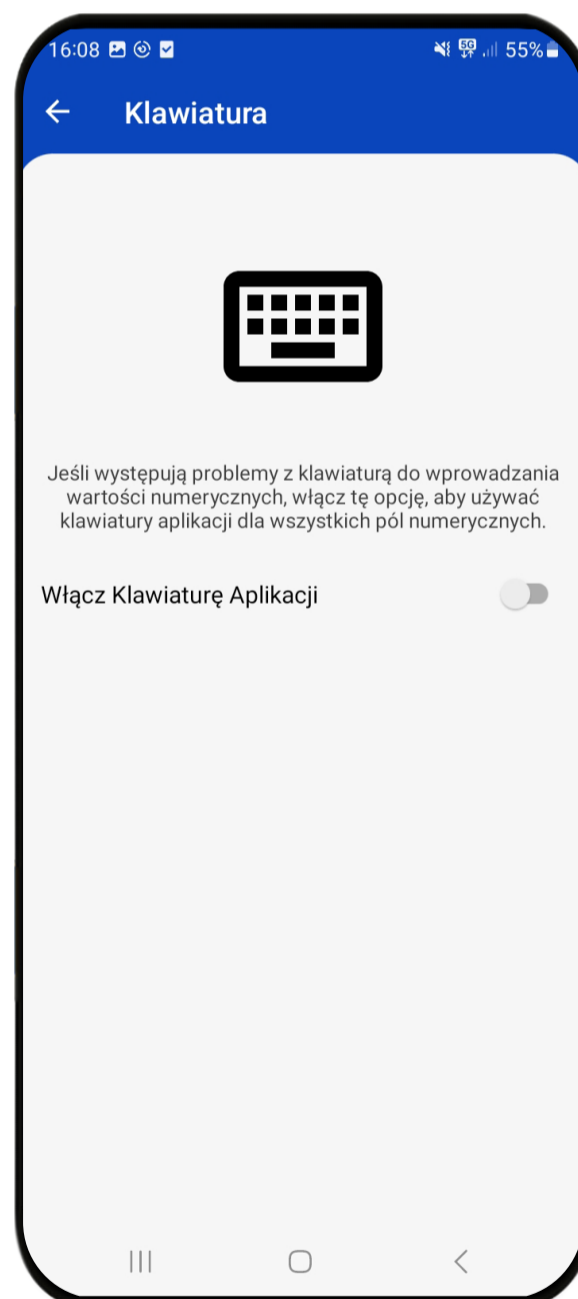 16:08 55%
Klawiatura
Jeśli występują problemy z klawiaturą do wprowadzania
wartości numerycznych, włącz tę opcję, aby używać
klawiatury aplikacji dla wszystkich pól numerycznych.
Włącz Klawiaturę Aplikacji